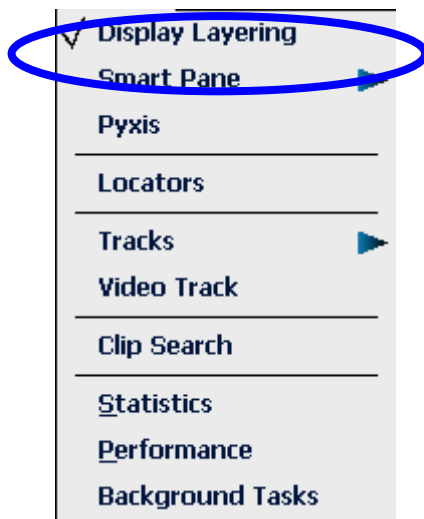 Display Layering
Smart Pane
Pyxis
Locators
Tracks
Video Track
Clip Search
Statistics
Performance
Background Tasks